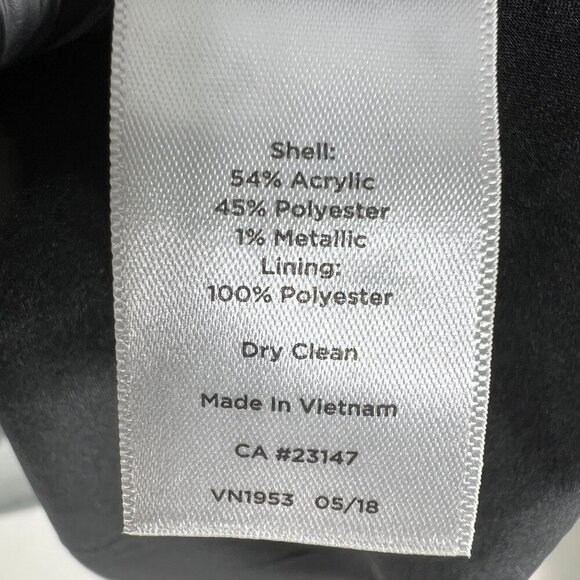 Shell:
54% Acrylic
45% Polyester
1% Metallic
Lining:
100% Polyester
Dry Clean
Made In Vietnam
CA #23147
VN1953 05/18